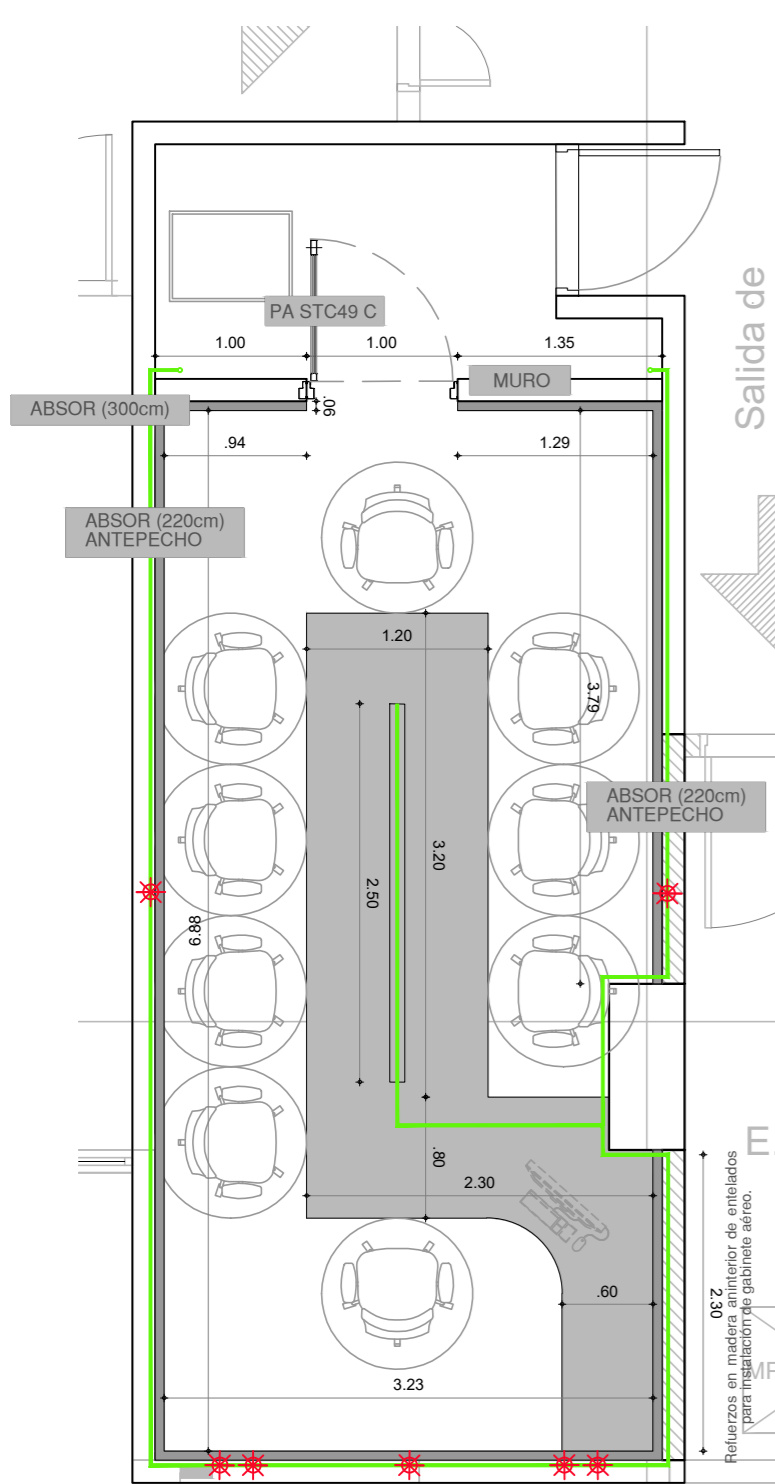 PA STC49 C
1.00
1.00
1.35
MURO
ABSOR (300cm)
.06
.94
1.29
Salida de
ABSOR (220cm)
ANTEPECHO
1.20
3.79
ABSOR (220cm)
ANTEPECHO
3.20
2.50
6.88
.80
E.
2.30
.60
2.30
Refuerzos en madera aninterior de entelados
para instalación de gabinete aéreo.
3.23